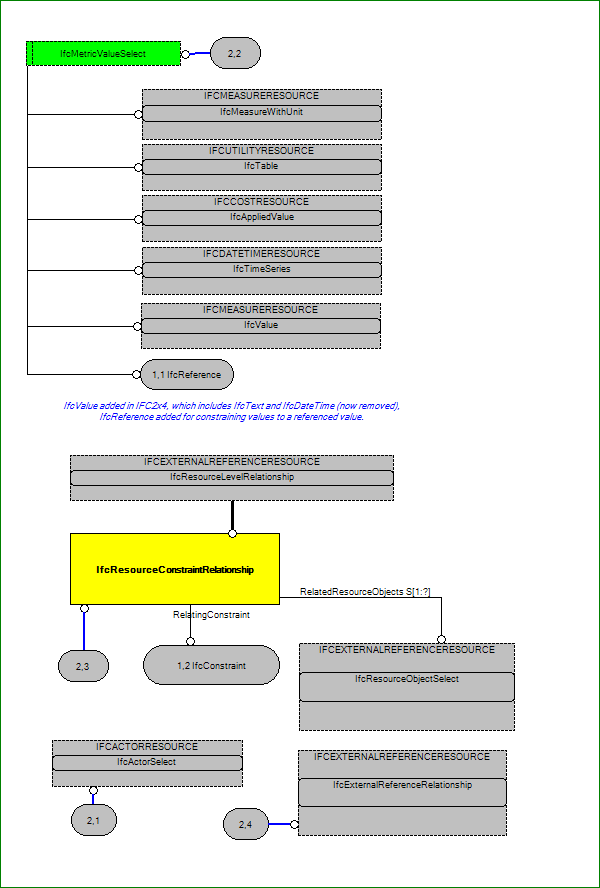 IfcMetricValueSelect
2,2
IFCMEASURERESOURCE
IfcMeasureWithUnit
IFCUTILITYRESOURCE
IfcTable
IFCCOSTRESOURCE
IfcAppliedValue
IFCDATETIMERESOURCE
IfcTimeSeries
IFCMEASURERESOURCE
IfcValue
1,1 IfcReference
IfcValue added in IFC2x4, which includes IfcText and IfcDateTime (now removed),
IfcReference added for constraining values to a referenced value.
IFCEXTERNALREFERENCERESOURCE
IfcResourceLevelRelationship
IfcResourceConstraintRelationship
RelatedResourceObjects S[1:?]
RelatingConstraint
2,3
1,2 IfcConstraint
IFCEXTERNALREFERENCERESOURCE
IfcResourceObjectSelect
IFCACTORRESOURCE
IfcActorSelect
2,1
IFCEXTERNALREFERENCERESOURCE
IfcExternalReferenceRelationship
2,4